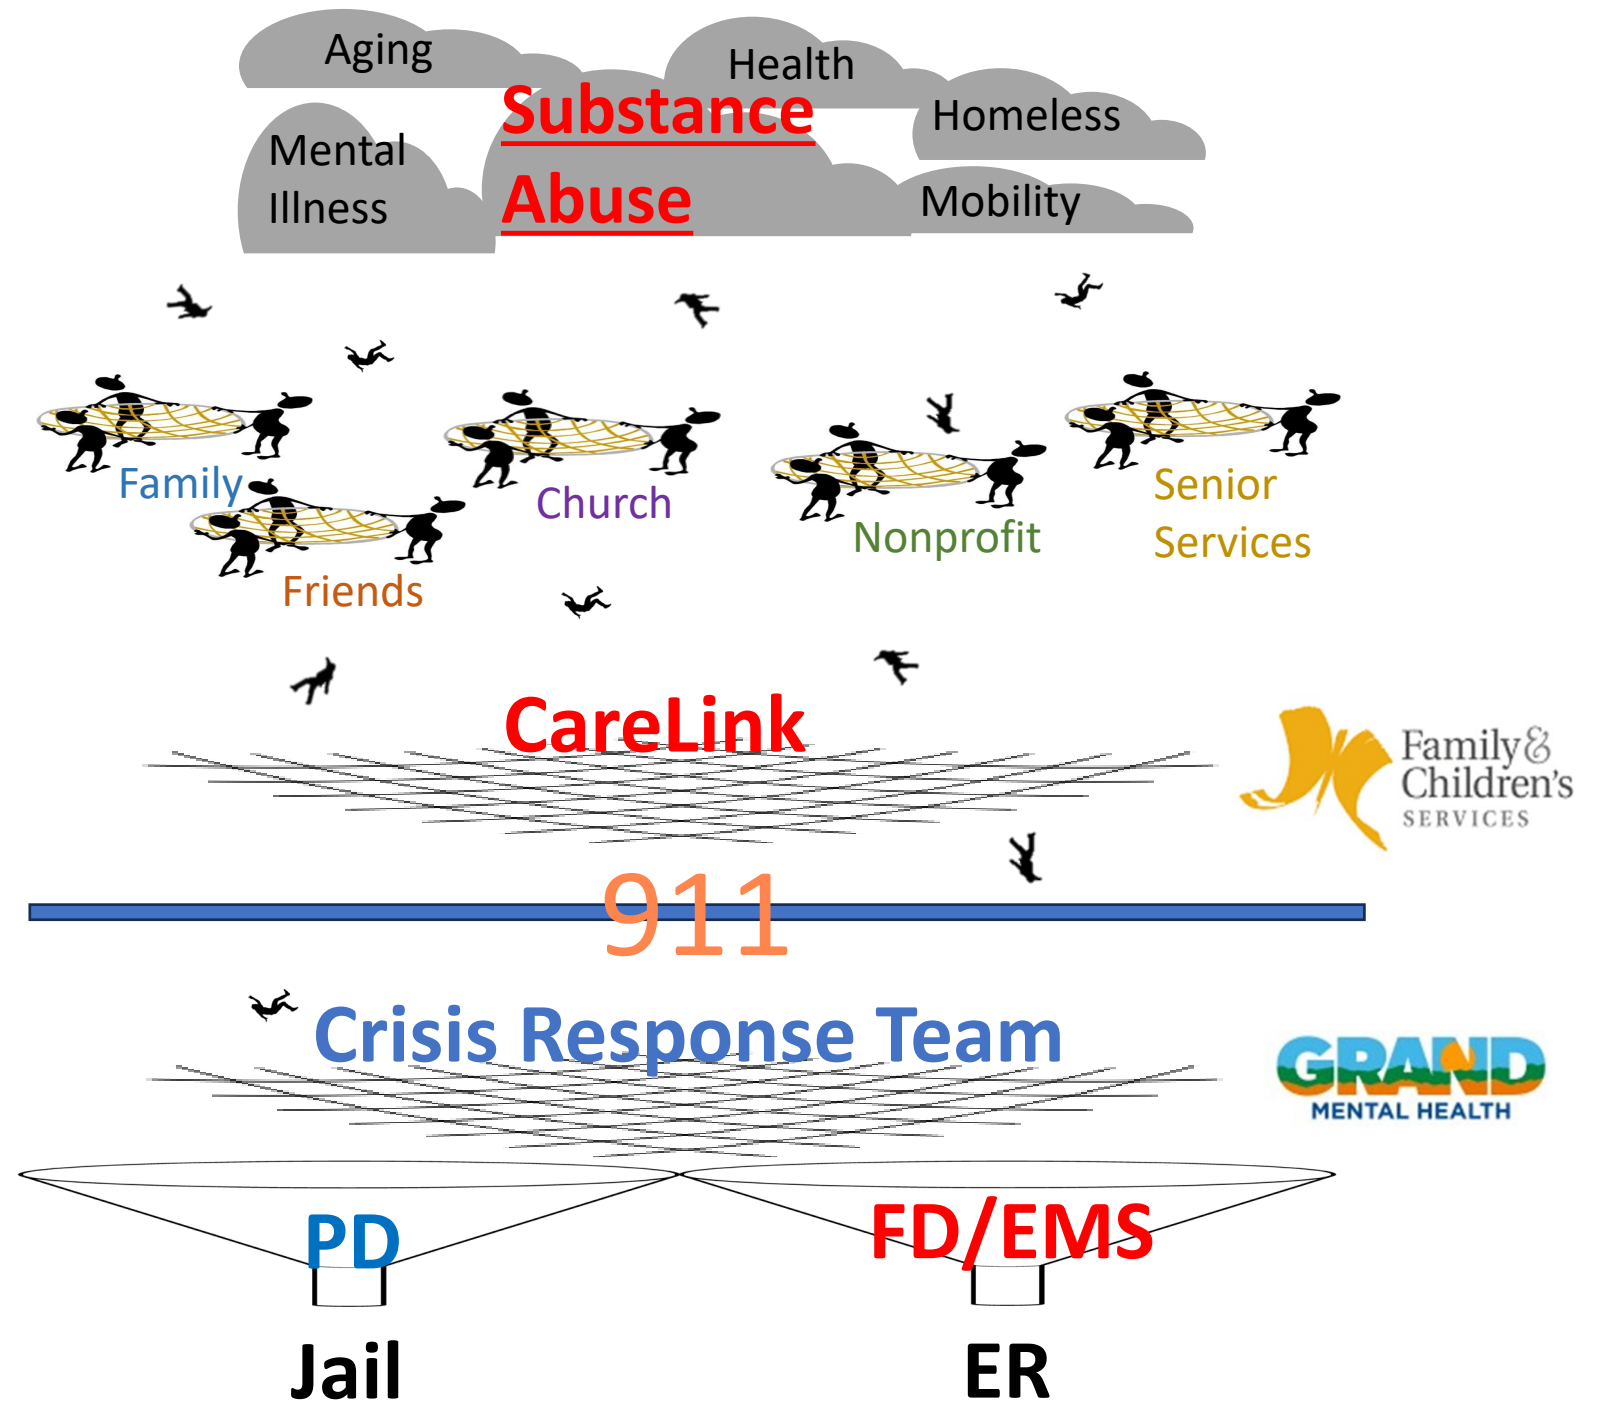 Aging
Health
Substance
Abuse
Homeless
Mental
Illness
Mobility
Family
Church
Senior
Services
Nonprofit
Friends
CareLink
Family &
Children's
SERVICES
911
Crisis Response Team
GRAND
MENTAL HEALTH
PD
FD/EMS
Jail
ER